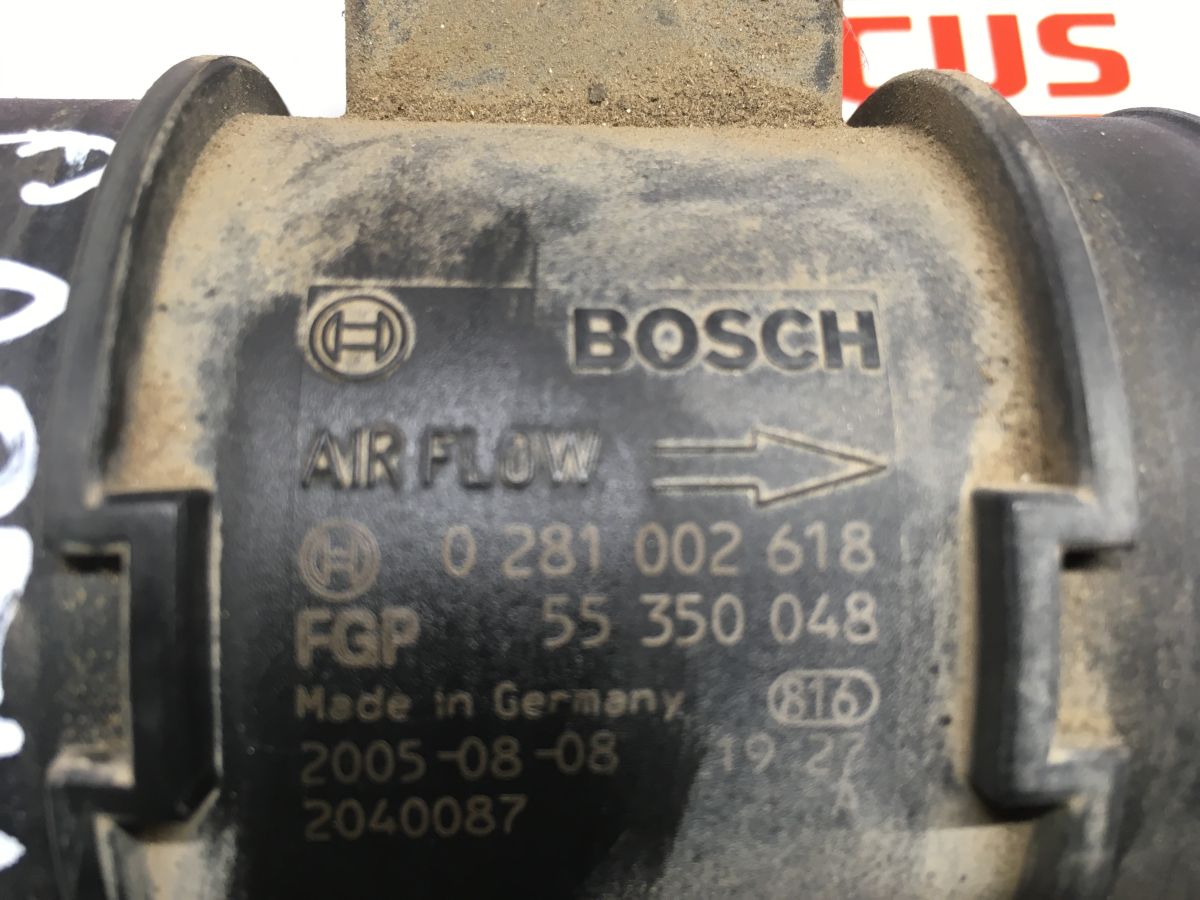 CUS
BOSCH
AIR FLOW
0 281 002 618
FGP 55 350 048
Made in Germany 816
2005-08-08 19 27
A
2040087